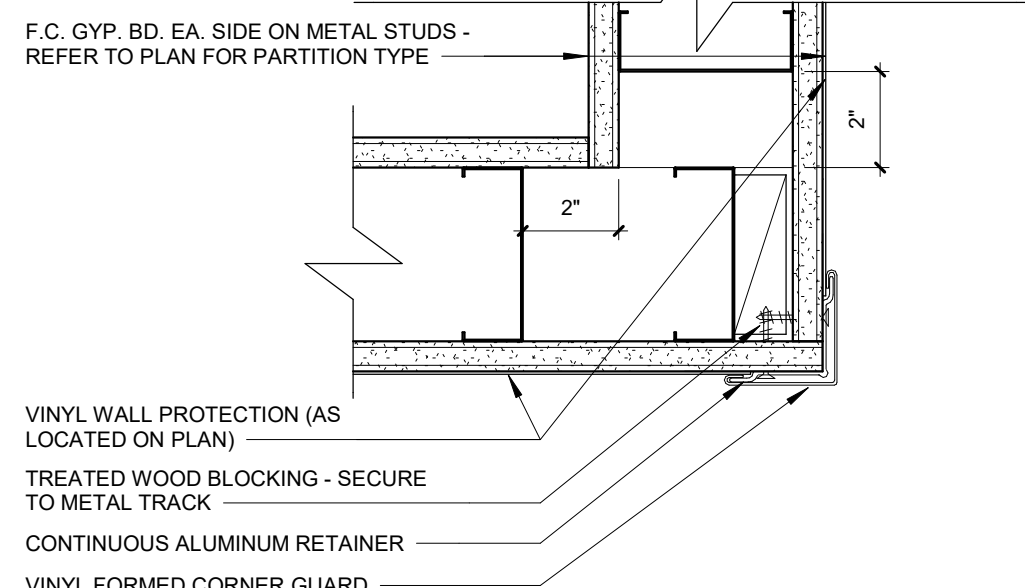 F.C. GYP. BD. EA. SIDE ON METAL STUDS -
REFER TO PLAN FOR PARTITION TYPE
2"
2"
VINYL WALL PROTECTION (AS
LOCATED ON PLAN)
TREATED WOOD BLOCKING - SECURE
TO METAL TRACK
CONTINUOUS ALUMINUM RETAINER
VINYL FORMED CORNER GUARD